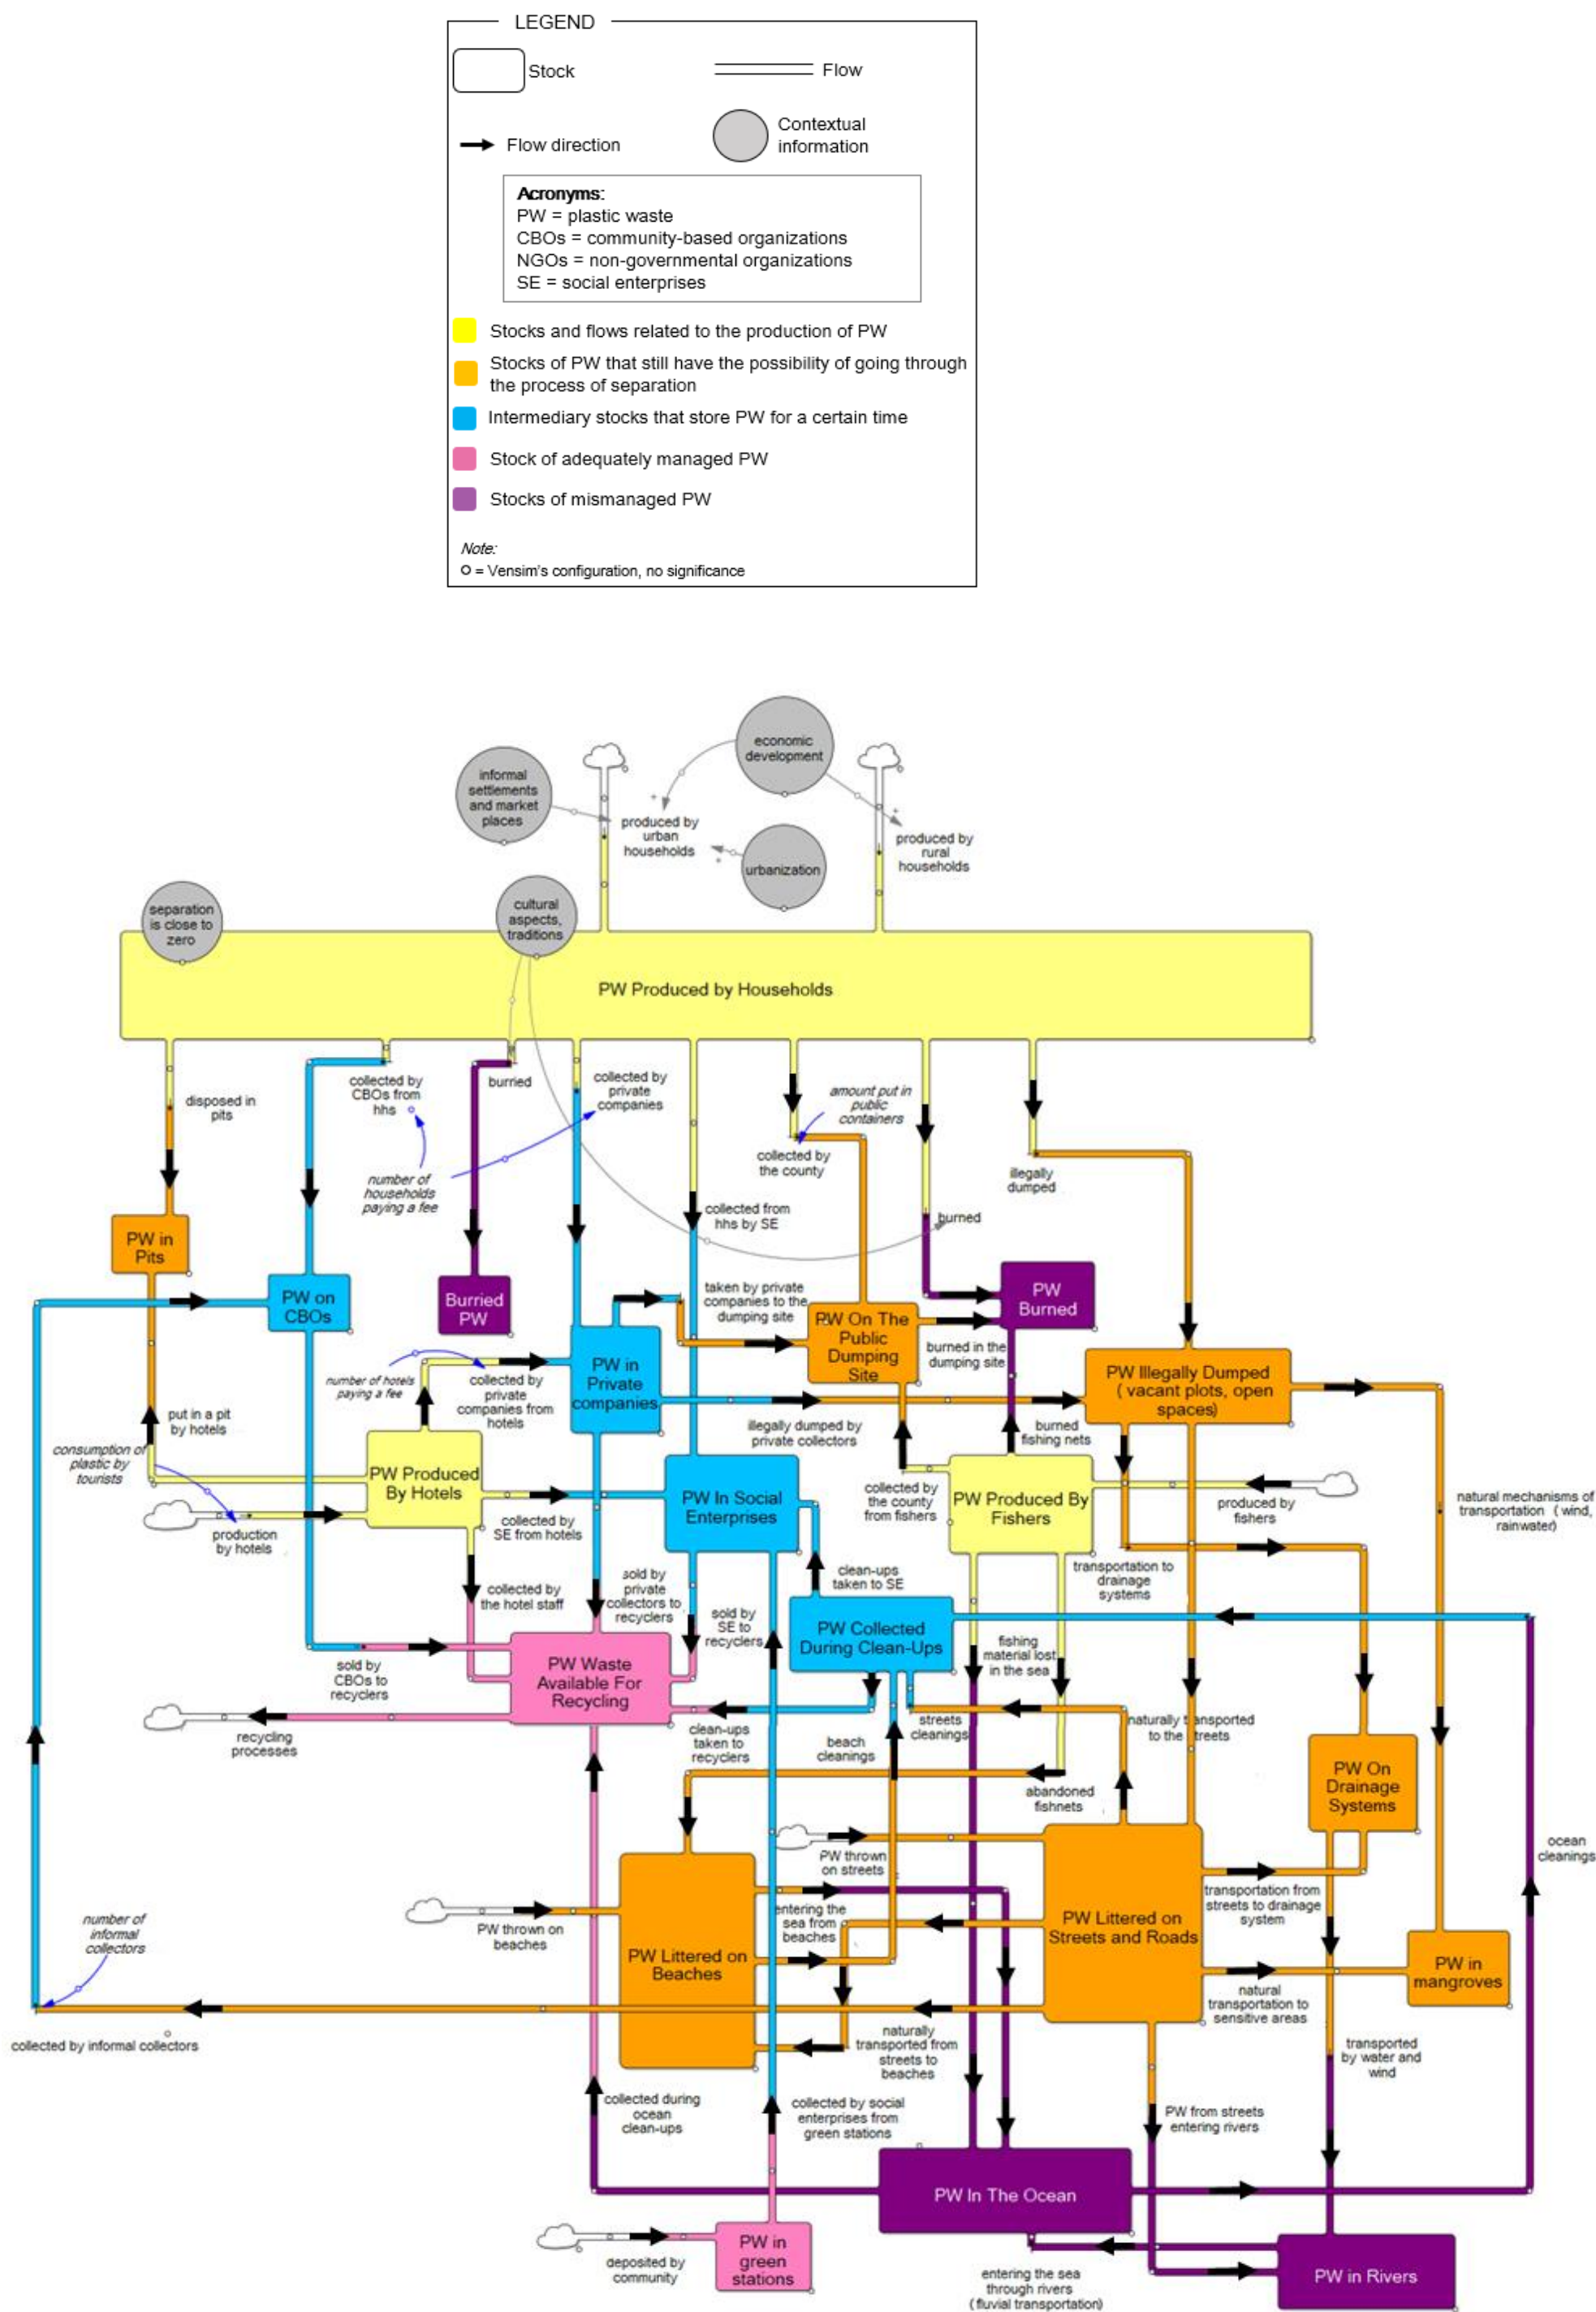 LEGEND
Stock
Flow
Flow direction
Contextual
information
Acronyms:
PW = plastic waste
CBOs = community-based organizations
NGOs = non-governmental organizations
SE = social enterprises
Stocks and flows related to the production of PW
Stocks of PW that still have the possibility of going through
the process of separation
Intermediary stocks that store PW for a certain time
Stock of adequately managed PW
Stocks of mismanaged PW
Note:
O = Vensim's configuration, no significance
economic
development
informal
settlements
and market
places
produced by
urban
households
produced by
rural
households
urbanization
separation
is close to
zero
cultural
aspects,
traditions
PW Produced by Households
disposed in
pits
collected by
CBOs from
hhs
burried
collected by
private
companies
amount put in
public
containers
collected by
the county
illegally
dumped
number of
households
paying a fee
collected from
hhs by SE
burned
PW in
Pits
PW on
CBOs
Burried
PW
taken by private
companies to the
dumping site
PW On The
Public
Dumping
Site
PW
Burned
burned in the
dumping site
PW in
Private
companies
PW Illegally Dumped
( vacant plots, open
spaces)
number of hotels
paying a fee
collected by
private
companies from
hotels
put in a pit
by hotels
illegally dumped by
private collectors
burned
fishing nets
consumption of
plastic by
tourists
PW Produced
By Hotels
PW In Social
Enterprises
collected by
the county
from fishers
PW Produced By
Fishers
produced by
fishers
natural mechanisms of
transportation ( wind,
rainwater)
production
by hotels
collected by
SE from hotels
collected by
the hotel staff
sold by
private
collectors to
recyclers
clean-ups
taken to SE
transportation to
drainage
systems
sold by
SE to
recyclers
PW Collected
During Clean-Ups
fishing
material lost
in the sea
PW Waste
Available For
Recycling
sold by
CBOs to
recyclers
recycling
processes
clean-ups
taken to
recyclers
beach
cleanings
streets
cleanings
naturally transported
to the streets
PW On
Drainage
Systems
abandoned
fishnets
PW thrown
on streets
ocean
cleanings
transportation from
streets to drainage
system
PW thrown on
beaches
entering the
sea from
beaches
PW Littered on
Streets and Roads
PW Littered on
Beaches
number of
informal
collectors
PW in
mangroves
natural
transportation to
sensitive areas
collected by informal collectors
naturally
transported from
streets to
beaches
transported
by water and
wind
collected during
ocean
clean-ups
collected by social
enterprises from
green stations
PW from streets
entering rivers
PW In The Ocean
PW in
green
stations
deposited by
community
entering the sea
through rivers
( fluvial transportation)
PW in Rivers